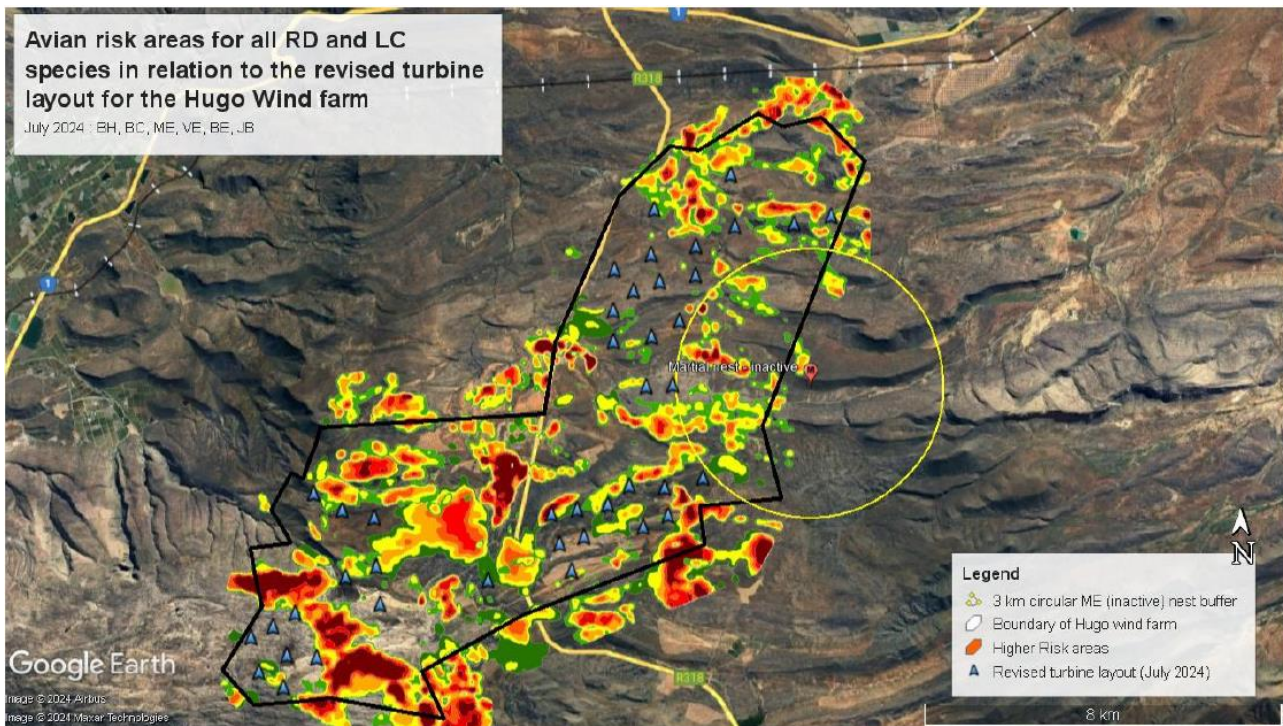 Avian risk areas for all RD and LC
species in relation to the revised turbine
layout for the Hugo Wind farm
July 2024 : BH, BC, ME, VE, BE, JB
1
R318
1
Martial nest - inactive
N
Legend
3 km circular ME (inactive) nest buffer
Boundary of Hugo wind farm
Higher Risk areas
Revised turbine layout (July 2024)
Google Earth
Image © 2024 Airbus
Image © 2024 Maxar Technologies
R318
8 km